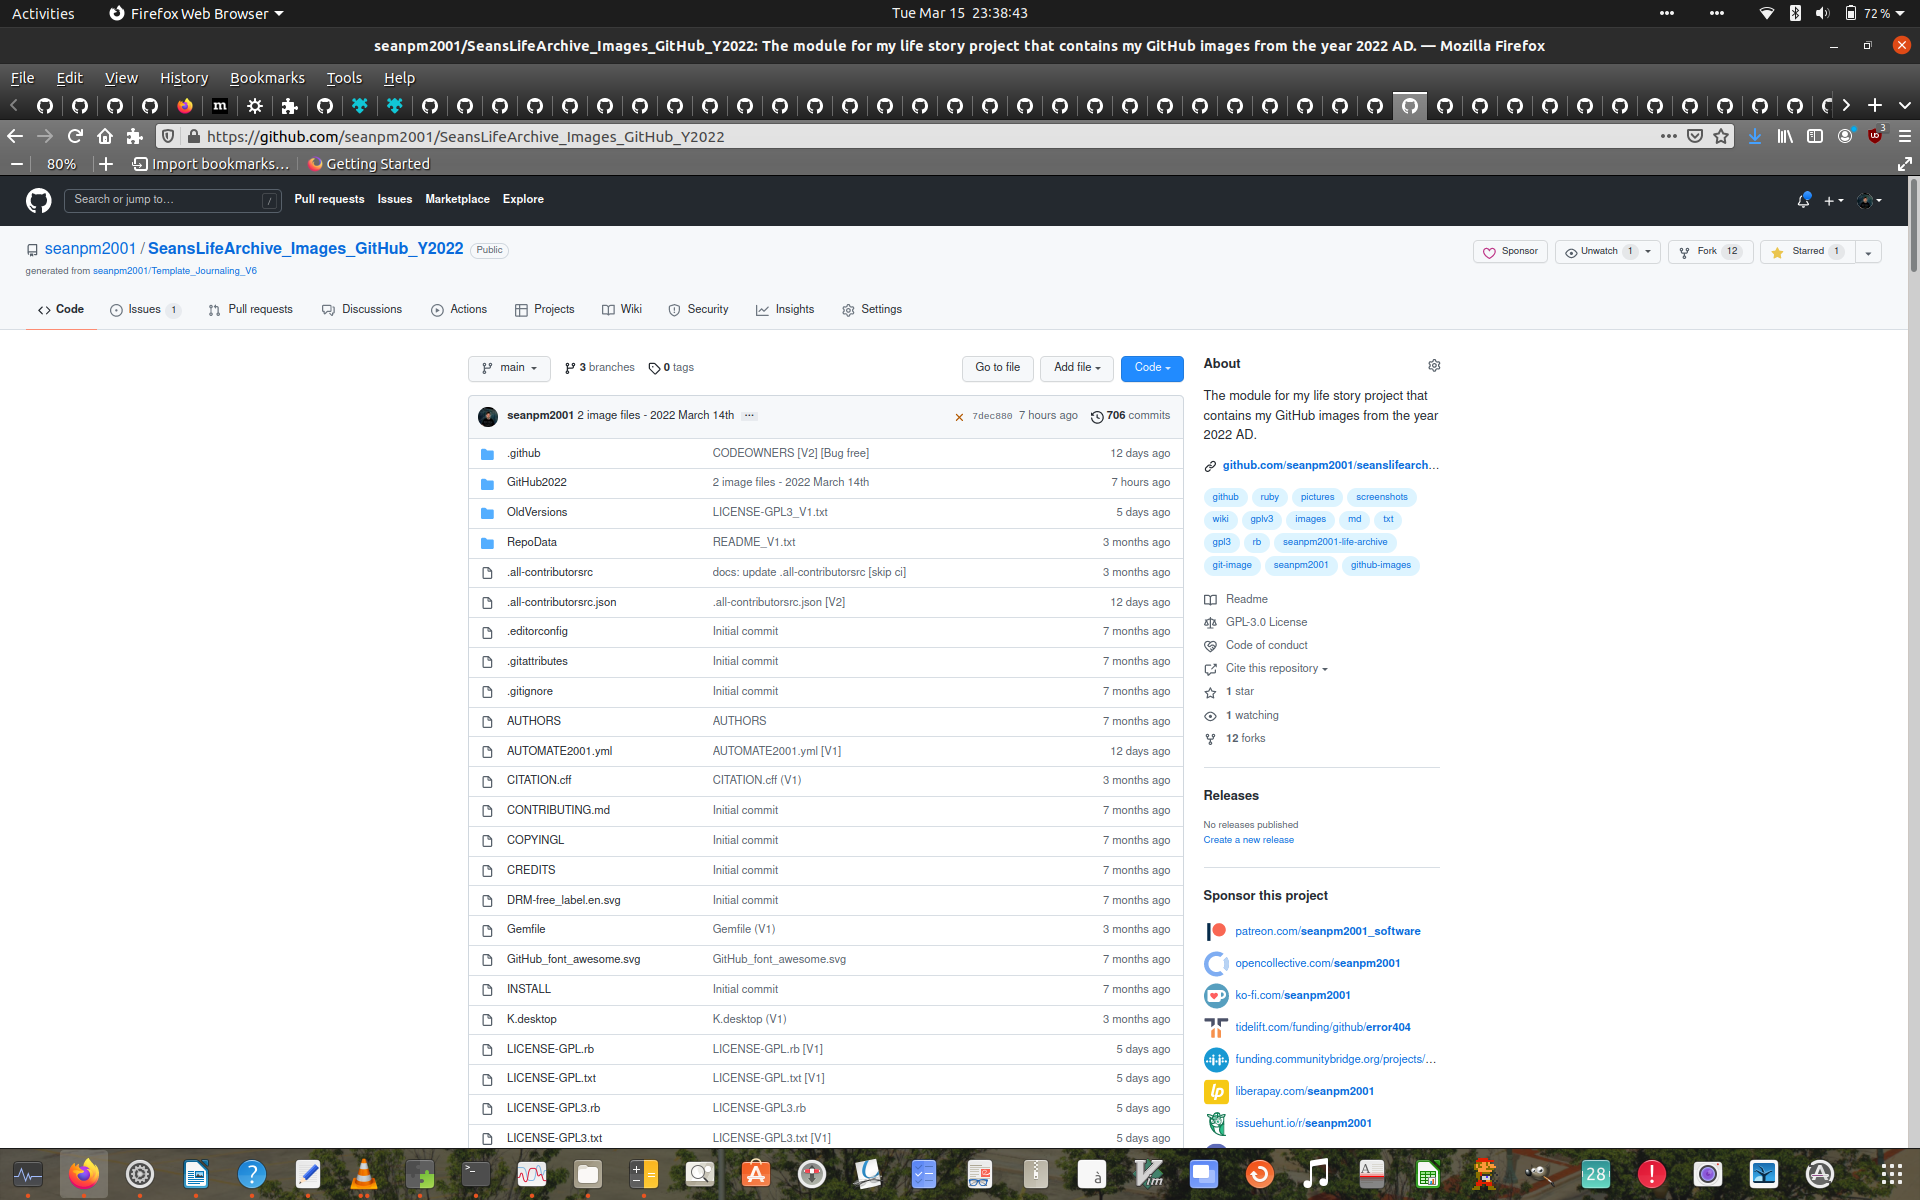 Activities Firefox Web Browser Tue Mar 15 23:38:43 72 %
seanpm2001/SeansLifeArchive_Images_GitHub_Y2022: The module for my life story project that contains my GitHub images from the year 2022 AD. — Mozilla Firefox
File Edit View History Bookmarks Tools Help
https://github.com/seanpm2001/SeansLifeArchive_Images_GitHub_Y2022 3
80% Import bookmarks... Getting Started
Search or jump to... / Pull requests Issues Marketplace Explore
seanpm2001 / SeansLifeArchive_Images_GitHub_Y2022 Public Sponsor Unwatch 1 Fork 12 Starred 1
generated from seanpm2001/Template_Journaling_V6
Code Issues 1 Pull requests Discussions Actions Projects Wiki Security Insights Settings
main 3 branches 0 tags Go to file Add file Code
seanpm2001 2 image files - 2022 March 14th ... 7dec880 7 hours ago 706 commits
.github CODEOWNERS [V2] [Bug free] 12 days ago
GitHub2022 2 image files - 2022 March 14th 7 hours ago
OldVersions LICENSE-GPL3_V1.txt 5 days ago
RepoData README_V1.txt 3 months ago
.all-contributorsrc docs: update .all-contributorsrc [skip ci] 3 months ago
.all-contributorsrc.json .all-contributorsrc.json [V2] 12 days ago
.editorconfig Initial commit 7 months ago
.gitattributes Initial commit 7 months ago
.gitignore Initial commit 7 months ago
AUTHORS AUTHORS 7 months ago
AUTOMATE2001.yml AUTOMATE2001.yml [V1] 12 days ago
CITATION.cff CITATION.cff (V1) 3 months ago
CONTRIBUTING.md Initial commit 7 months ago
COPYINGL Initial commit 7 months ago
CREDITS Initial commit 7 months ago
DRM-free_label.en.svg Initial commit 7 months ago
Gemfile Gemfile (V1) 3 months ago
GitHub_font_awesome.svg GitHub_font_awesome.svg 7 months ago
INSTALL Initial commit 7 months ago
K.desktop K.desktop (V1) 3 months ago
LICENSE-GPL.rb LICENSE-GPL.rb [V1] 5 days ago
LICENSE-GPL.txt LICENSE-GPL.txt [V1] 5 days ago
LICENSE-GPL3.rb LICENSE-GPL3.rb 5 days ago
LICENSE-GPL3.txt LICENSE-GPL3.txt [V1] 5 days ago
About
The module for my life story project that
contains my GitHub images from the year
2022 AD.
github.com/seanpm2001/seanslifearch...
github ruby pictures screenshots
wiki gplv3 images md txt
gpl3 rb seanpm2001-life-archive
git-image seanpm2001 github-images
Readme
GPL-3.0 License
Code of conduct
Cite this repository
1 star
1 watching
12 forks
Releases
No releases published
Create a new release
Sponsor this project
patreon.com/seanpm2001_software
opencollective.com/seanpm2001
ko-fi.com/seanpm2001
tidelift.com/funding/github/error404
funding.communitybridge.org/projects/...
liberapay.com/seanpm2001
issuehunt.io/r/seanpm2001
28